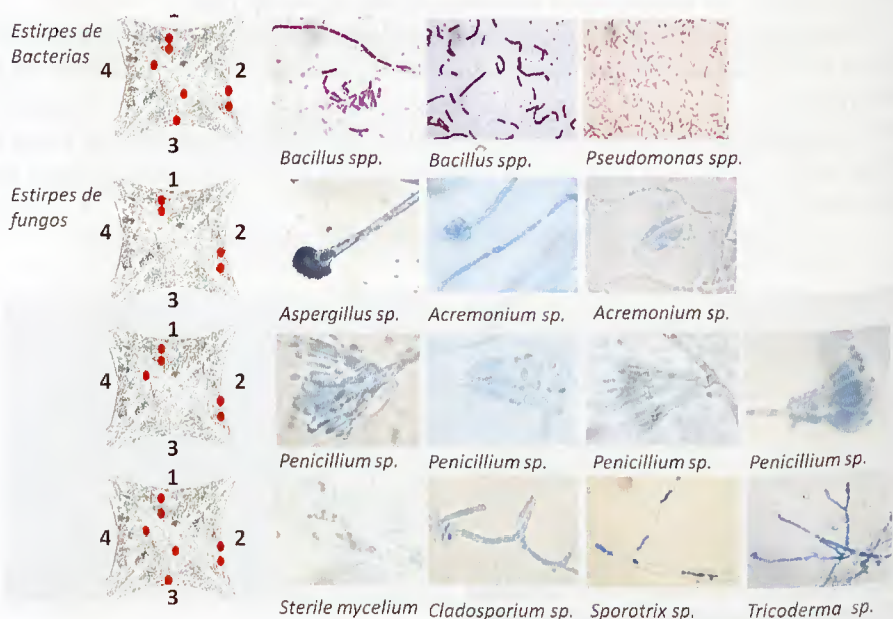 Estirpes de
Bacterias
1
4
2
3
Bacillus spp.
Bacillus spp.
Pseudomonas spp.
Estirpes de
fungos
1
4
2
3
Aspergillus sp.
Acremonium sp.
Acremonium sp.
1
4
2
3
Penicillium sp.
Penicillium sp.
Penicillium sp.
Penicillium sp.
1
4
2
3
Sterile mycelium
Cladosporium sp.
Sporotrix sp.
Tricoderma sp.